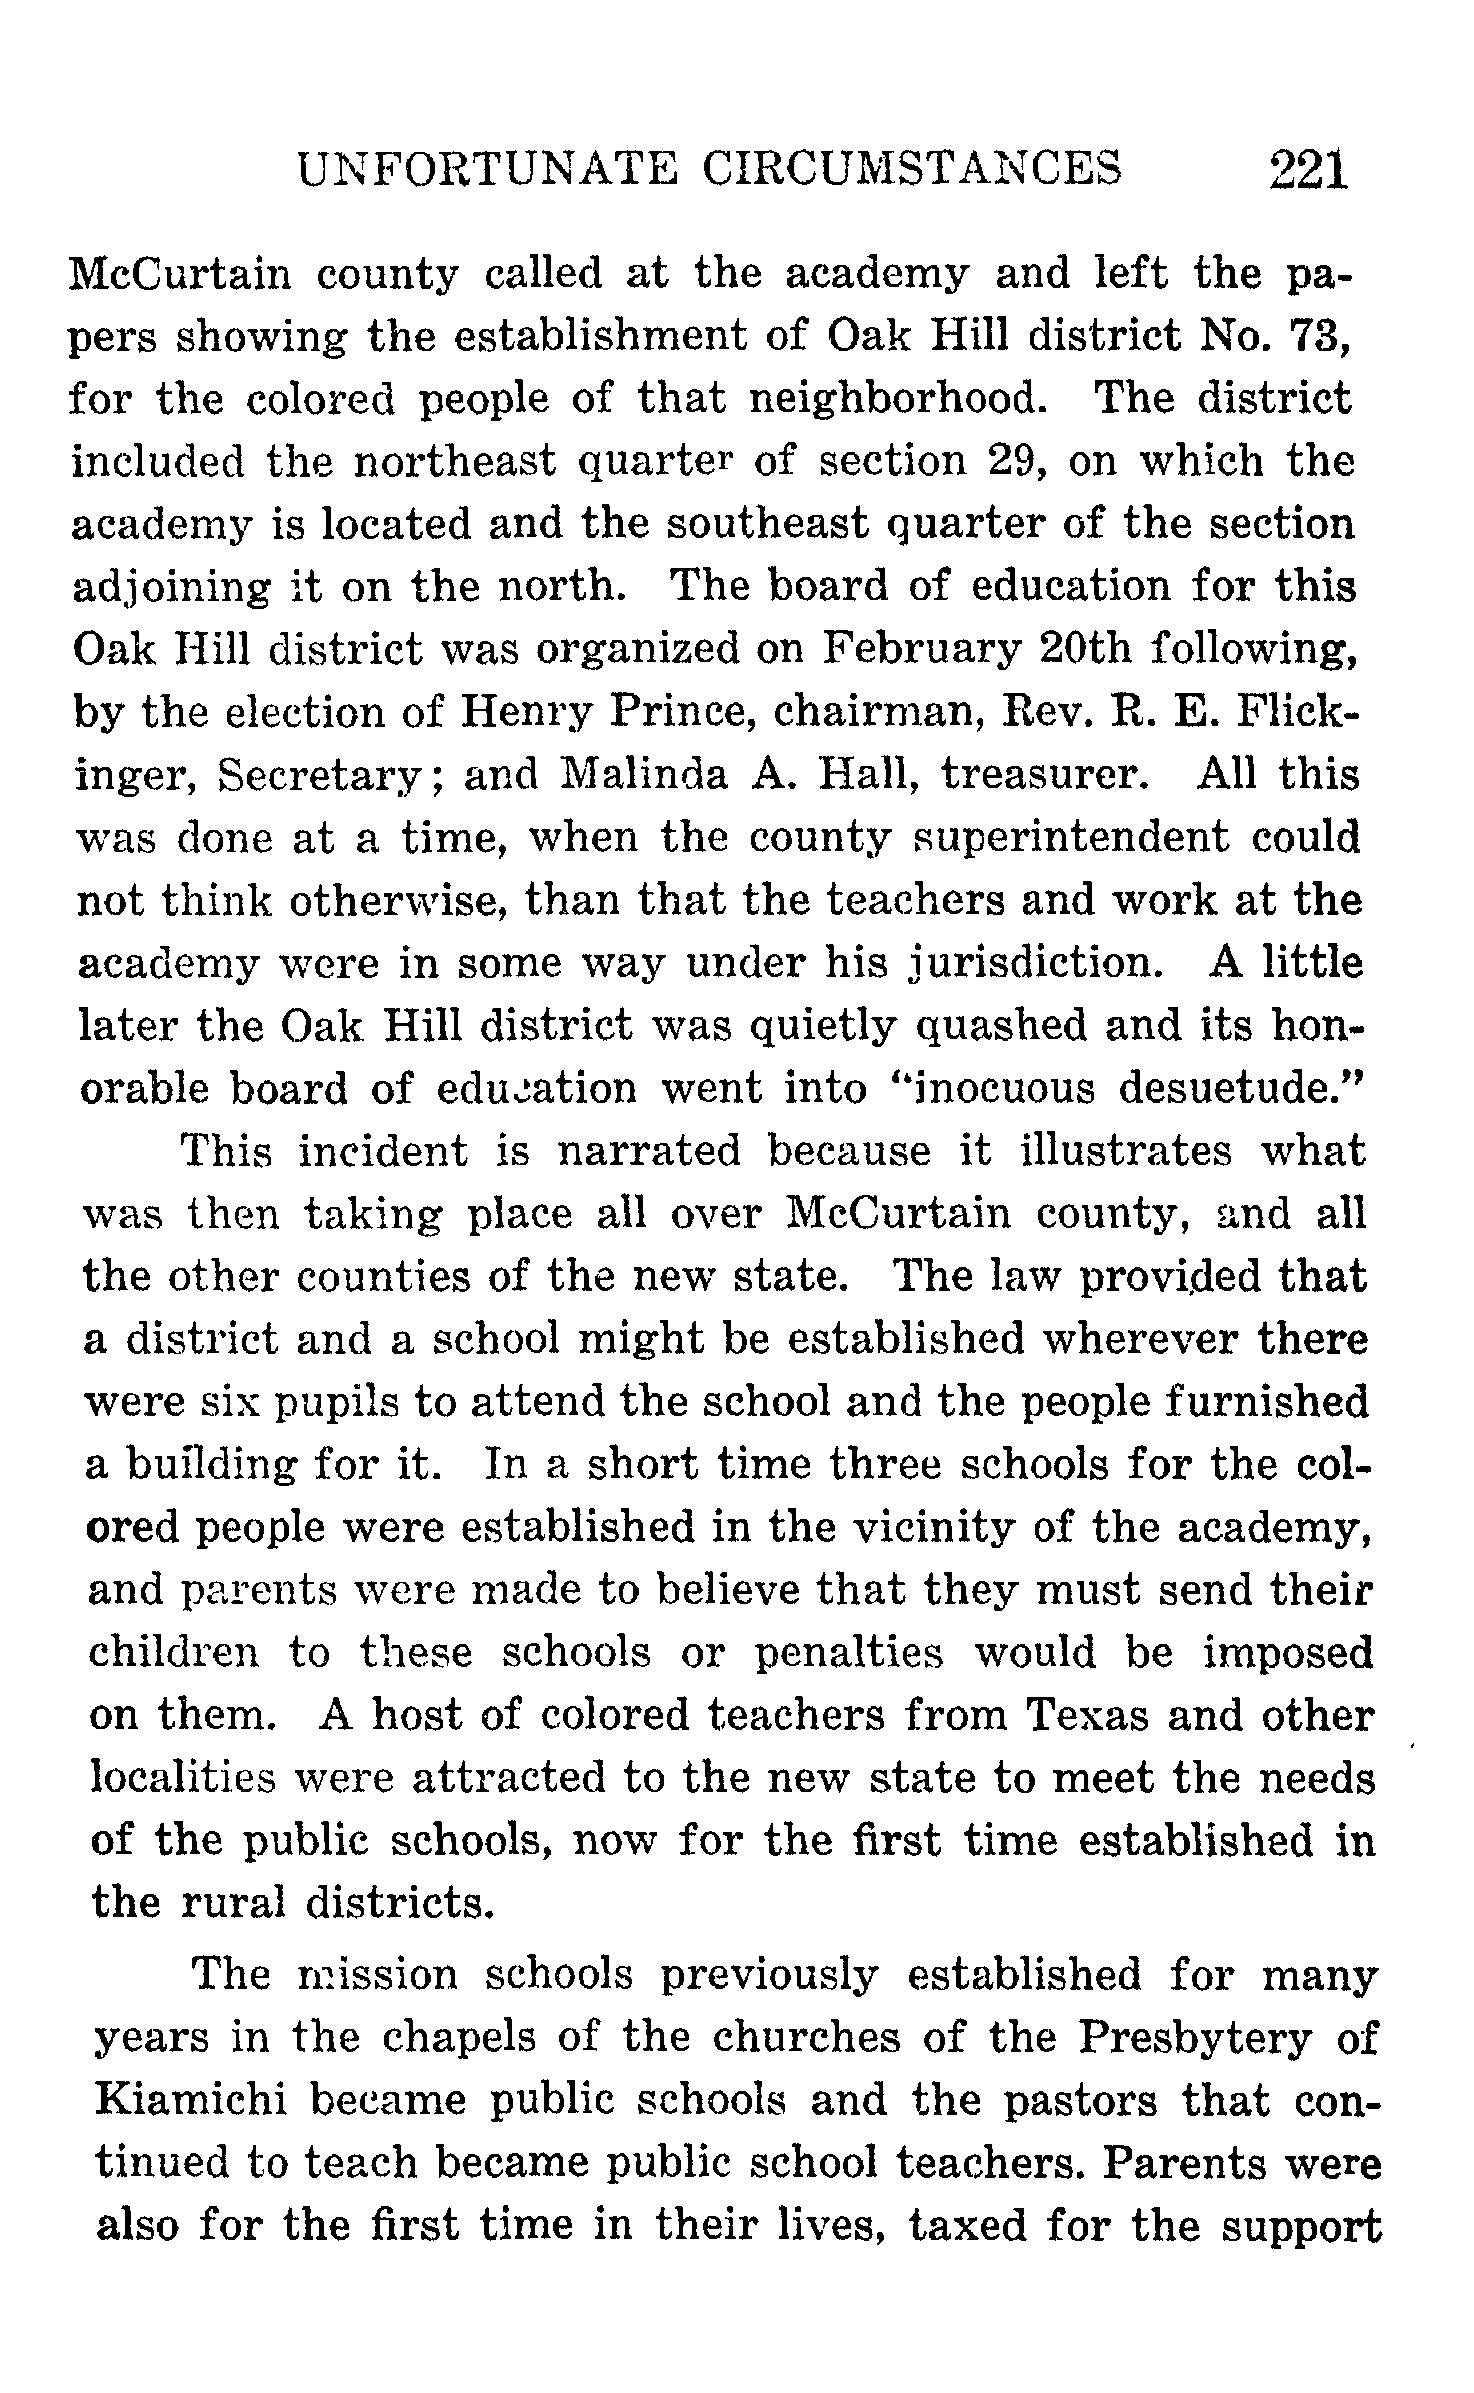 UNFORTUNATE CIRCUMSTANCES 221
McCurtain county called at the academy and left the pa-
pers showing the establishment of Oak Hill district No. 73,
for the colored people of that neighborhood. The district
included the northeast quarter of section 29, on which the
academy is located and the southeast quarter of the section
adjoining it on the north. The board of education for this
Oak Hill district was organized on February 20th following,
by the election of Henry Prince, chairman, Rev. R. E. Flick-
inger, Secretary; and Malinda A. Hall, treasurer. All this
was done at a time, when the county superintendent could
not think otherwise, than that the teachers and work at the
academy were in some way under his jurisdiction. A little
later the Oak Hill district was quietly quashed and its hon-
orable board of education went into "inocuous desuetude."
This incident is narrated because it illustrates what
was then taking place all over McCurtain county, and all
the other counties of the new state. The law provided that
a district and a school might be established wherever there
were six pupils to attend the school and the people furnished
a building for it. In a short time three schools for the col-
ored people were established in the vicinity of the academy,
and parents were made to believe that they must send their
children to these schools or penalties would be imposed
on them. A host of colored teachers from Texas and other
localities were attracted to the new state to meet the needs
of the public schools, now for the first time established in
the rural districts.
The mission schools previously established for many
years in the chapels of the churches of the Presbytery of
Kiamichi became public schools and the pastors that con-
tinued to teach became public school teachers. Parents were
also for the first time in their lives, taxed for the support